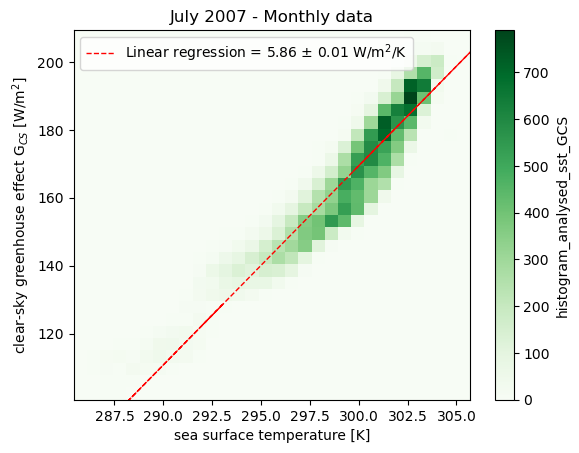 July 2007 - Monthly data
Linear regression = 5.86 ± 0.01 W/m²/K
200
180
160
140
120
clear-sky greenhouse effect G_CS [W/m²]
287.5 290.0 292.5 295.0 297.5 300.0 302.5 305.0
sea surface temperature [K]
700
600
500
400
300
200
100
0
histogram_analysed_sst_GCS